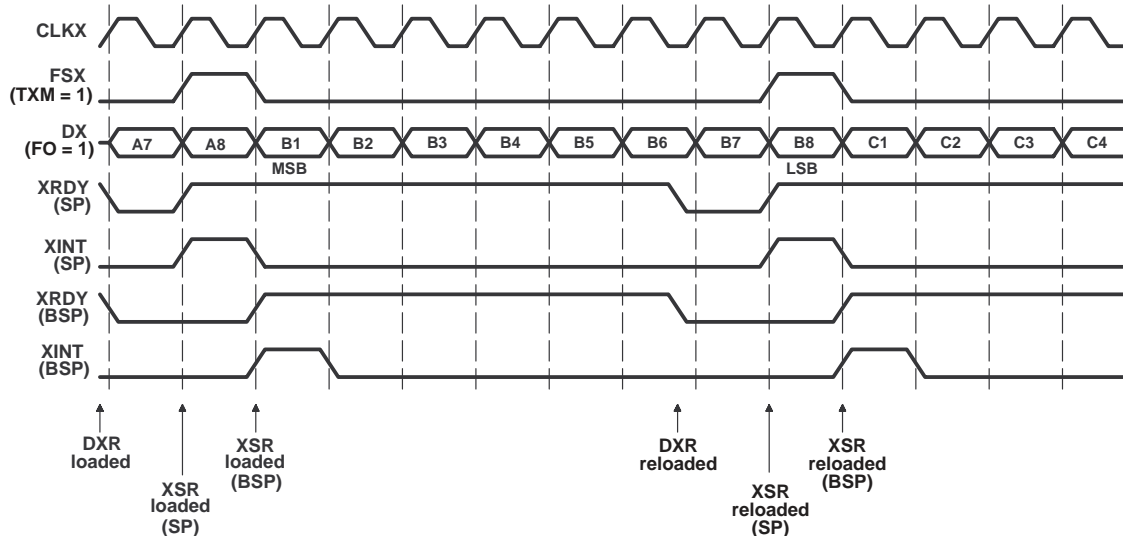 CLKX
FSX
(TXM = 1)
DX
(FO = 1)
A7 A8 B1 B2 B3 B4 B5 B6 B7 B8 C1 C2 C3 C4
MSB LSB
XRDY
(SP)
XINT
(SP)
XRDY
(BSP)
XINT
(BSP)
DXR
loaded
XSR
loaded
(SP)
XSR
loaded
(BSP)
DXR
reloaded
XSR
reloaded
(SP)
XSR
reloaded
(BSP)